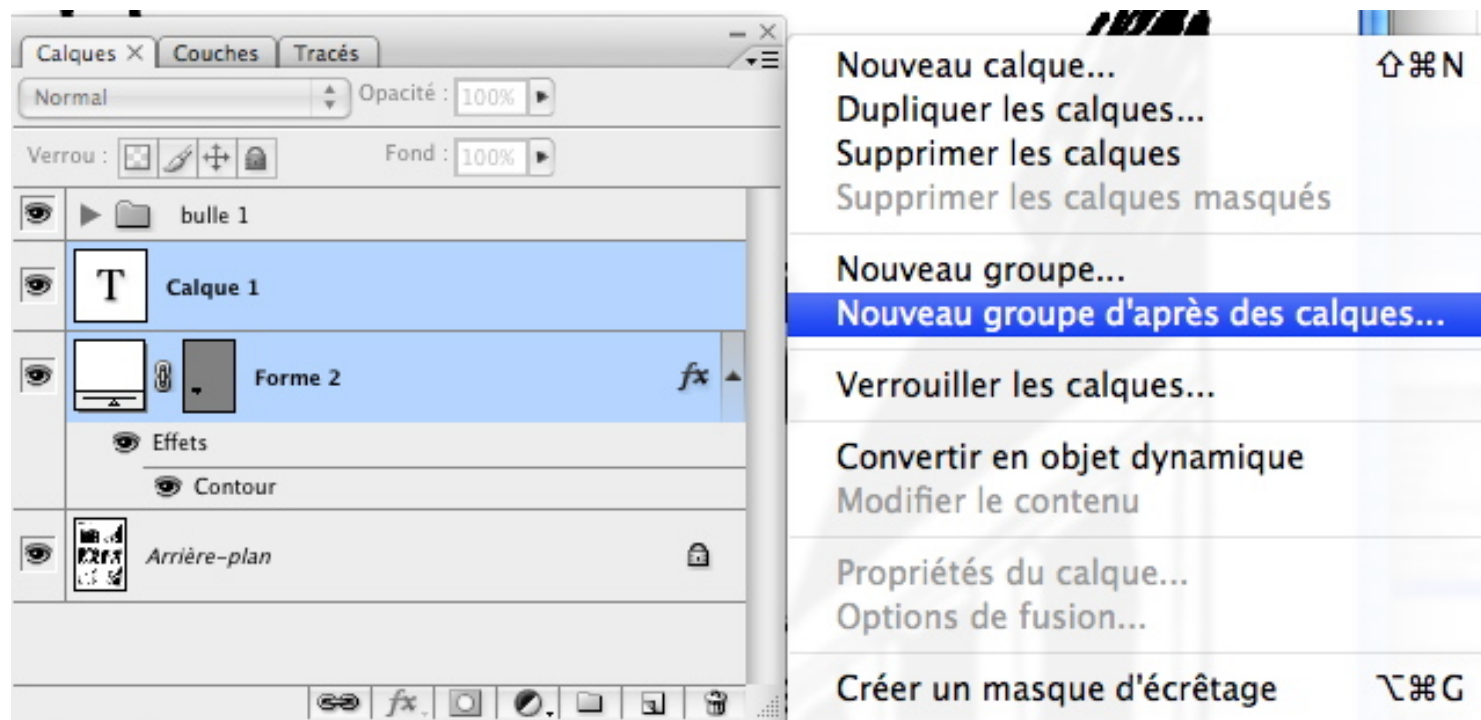 Calques × Couches Tracés
Normal Opacité : 100%
Verrou : Fond : 100%
bulle 1
T Calque 1
Forme 2 fx
Effets
Contour
Arrière-plan
fx
Nouveau calque... ⇧⌘N
Dupliquer les calques...
Supprimer les calques
Supprimer les calques masqués
Nouveau groupe...
Nouveau groupe d'après des calques...
Verrouiller les calques...
Convertir en objet dynamique
Modifier le contenu
Propriétés du calque...
Options de fusion...
Créer un masque d'écrêtage ⌥⌘G